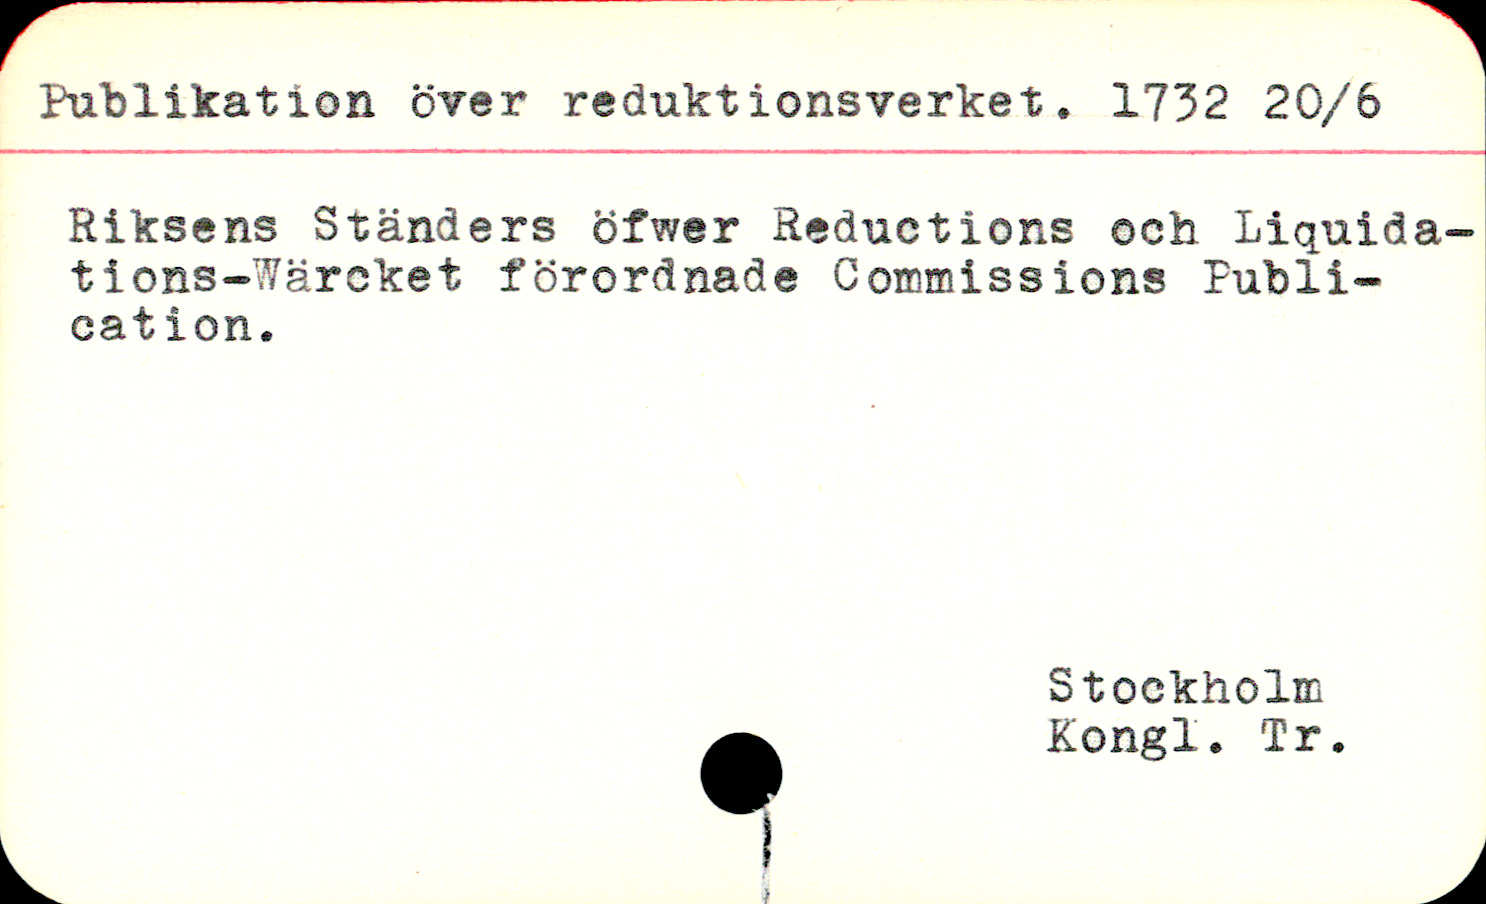 Publikation över reduktionsverket. 1732 20/6
Riksens Ständers öfwer Reductions och Liquida-
tions-Wärcket förordnade Commissions Publi-
cation.
Stockholm
Kongl. Tr.